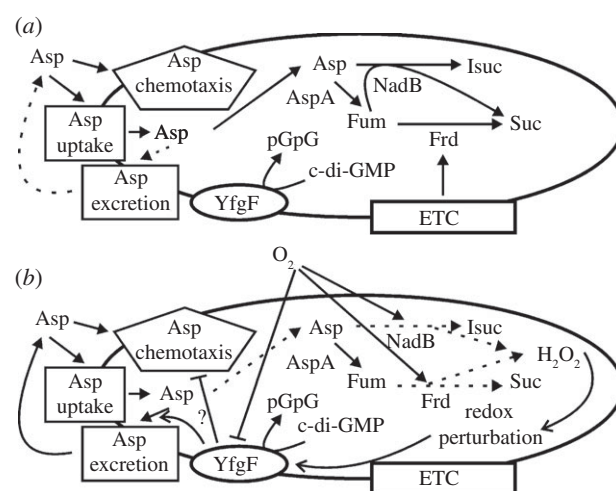 (a)
Asp
Asp
chemotaxis
Asp
uptake
Asp
Asp
excretion
YfgF
pGpG
c-di-GMP
Asp
AspA
Fum
NadB
Isuc
Suc
Frd
ETC
(b)
O2
Asp
Asp
chemotaxis
Asp
uptake
Asp
?
Asp
excretion
YfgF
pGpG
c-di-GMP
Asp
AspA
Fum
NadB
Isuc
H2O2
Suc
Frd
redox
perturbation
ETC